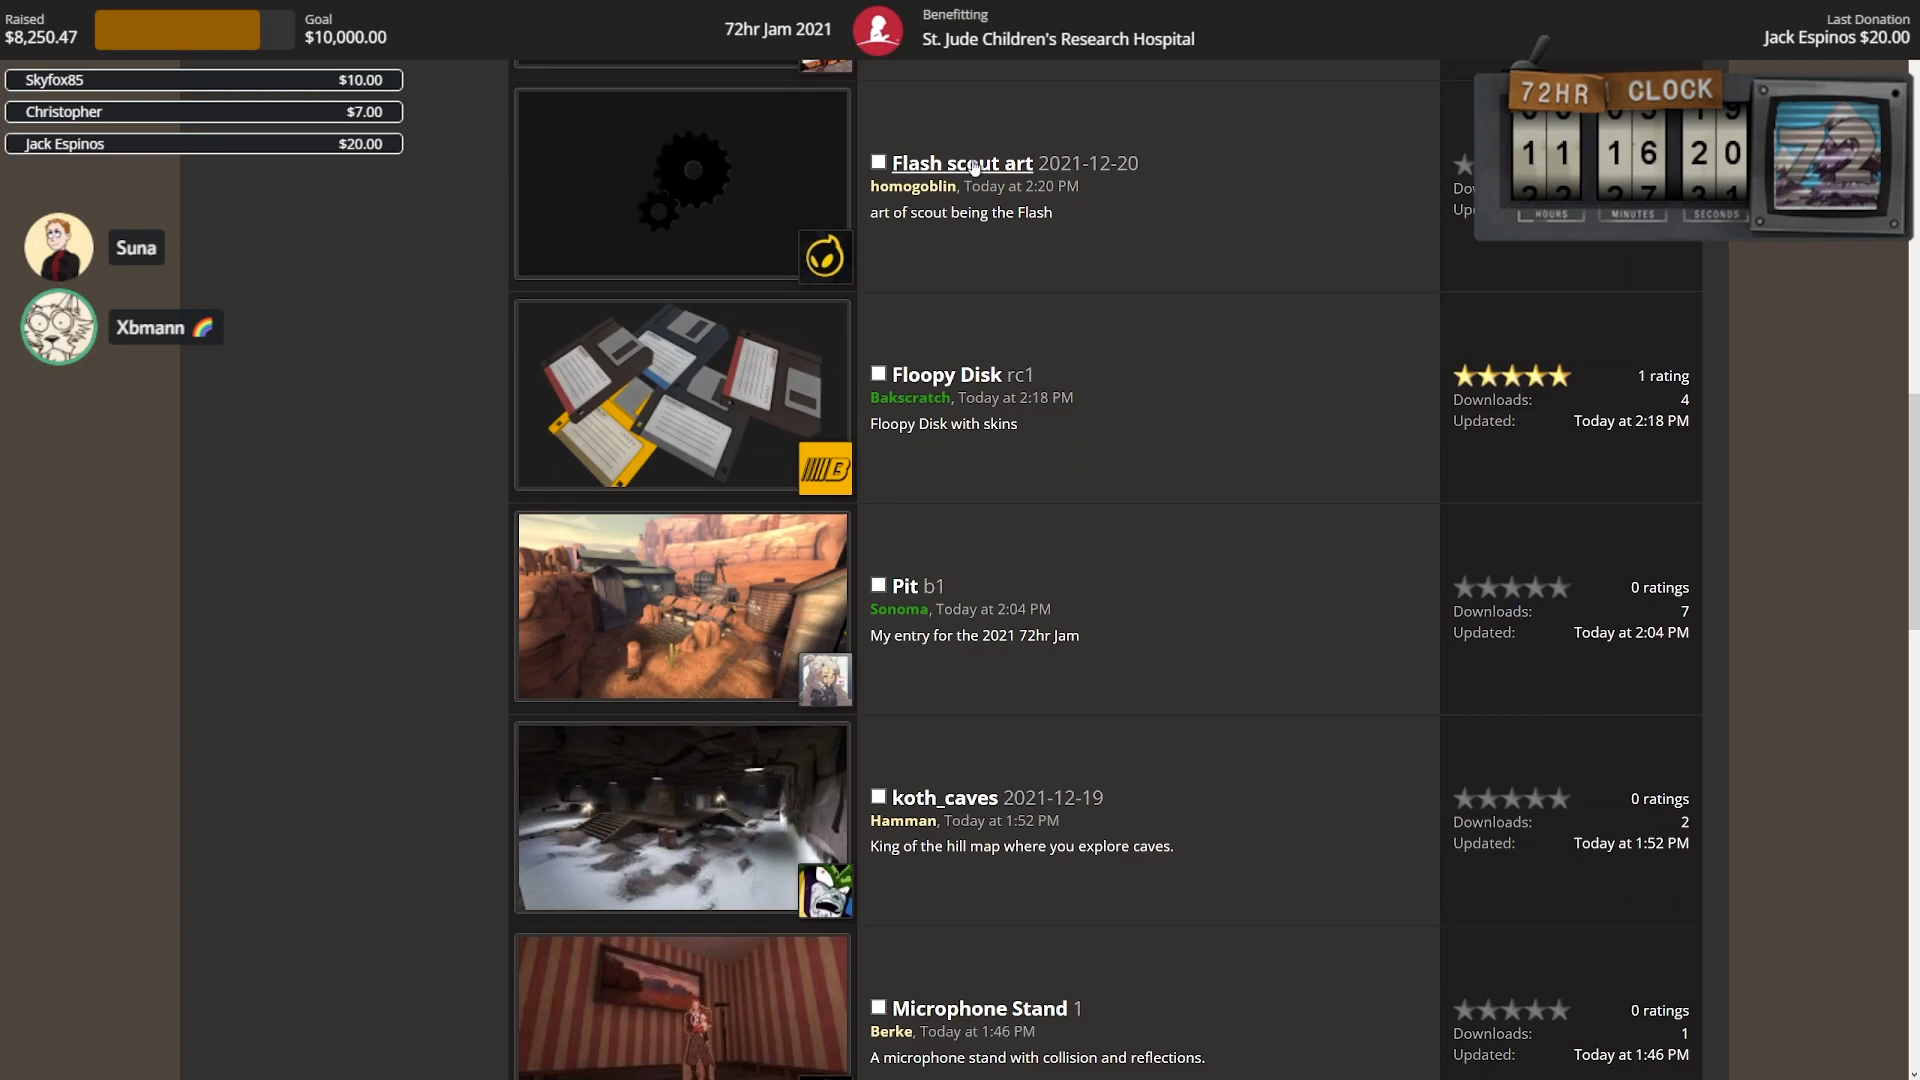 Raised
$8,250.47
Goal
$10,000.00
72hr Jam 2021
Benefitting
St. Jude Children's Research Hospital
Last Donation
Jack Espinos $20.00
Skyfox85 $10.00
Christopher $7.00
Jack Espinos $20.00
72HR CLOCK
11 16 20
HOURS MINUTES SECONDS
72
Suna
Xbmann 🌈
Flash scout art 2021-12-20
homogoblin, Today at 2:20 PM
art of scout being the Flash
Floopy Disk rc1
Bakscratch, Today at 2:18 PM
Floopy Disk with skins
1 rating
Downloads: 4
Updated: Today at 2:18 PM
B
Pit b1
Sonoma, Today at 2:04 PM
My entry for the 2021 72hr Jam
0 ratings
Downloads: 7
Updated: Today at 2:04 PM
koth_caves 2021-12-19
Hamman, Today at 1:52 PM
King of the hill map where you explore caves.
0 ratings
Downloads: 2
Updated: Today at 1:52 PM
Microphone Stand 1
Berke, Today at 1:46 PM
A microphone stand with collision and reflections.
0 ratings
Downloads: 1
Updated: Today at 1:46 PM